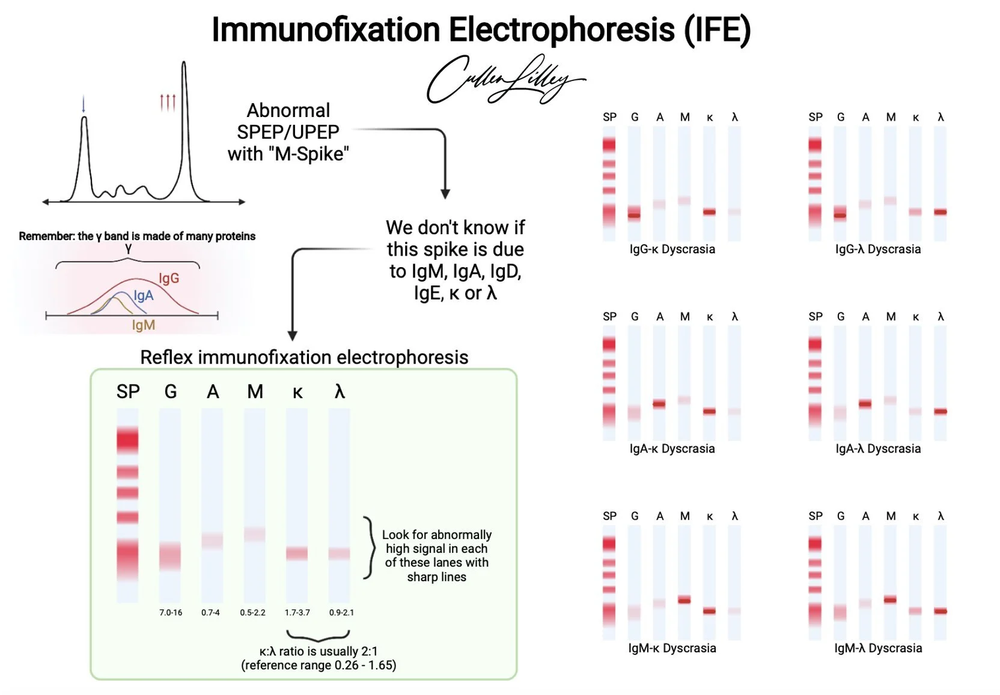 Immunofixation Electrophoresis (IFE)
Cullen Lilley
Abnormal
SPEP/UPEP
with "M-Spike"
Remember: the γ band is made of many proteins
γ
IgG
IgA
IgM
We don't know if
this spike is due
to IgM, IgA, IgD,
IgE, κ or λ
Reflex immunofixation electrophoresis
SP G A M κ λ
Look for abnormally
high signal in each
of these lanes with
sharp lines
7.0-16 0.7-4 0.5-2.2 1.7-3.7 0.9-2.1
κ:λ ratio is usually 2:1
(reference range 0.26 - 1.65)
SP G A M κ λ
IgG-κ Dyscrasia
SP G A M κ λ
IgG-λ Dyscrasia
SP G A M κ λ
IgA-κ Dyscrasia
SP G A M κ λ
IgA-λ Dyscrasia
SP G A M κ λ
IgM-κ Dyscrasia
SP G A M κ λ
IgM-λ Dyscrasia